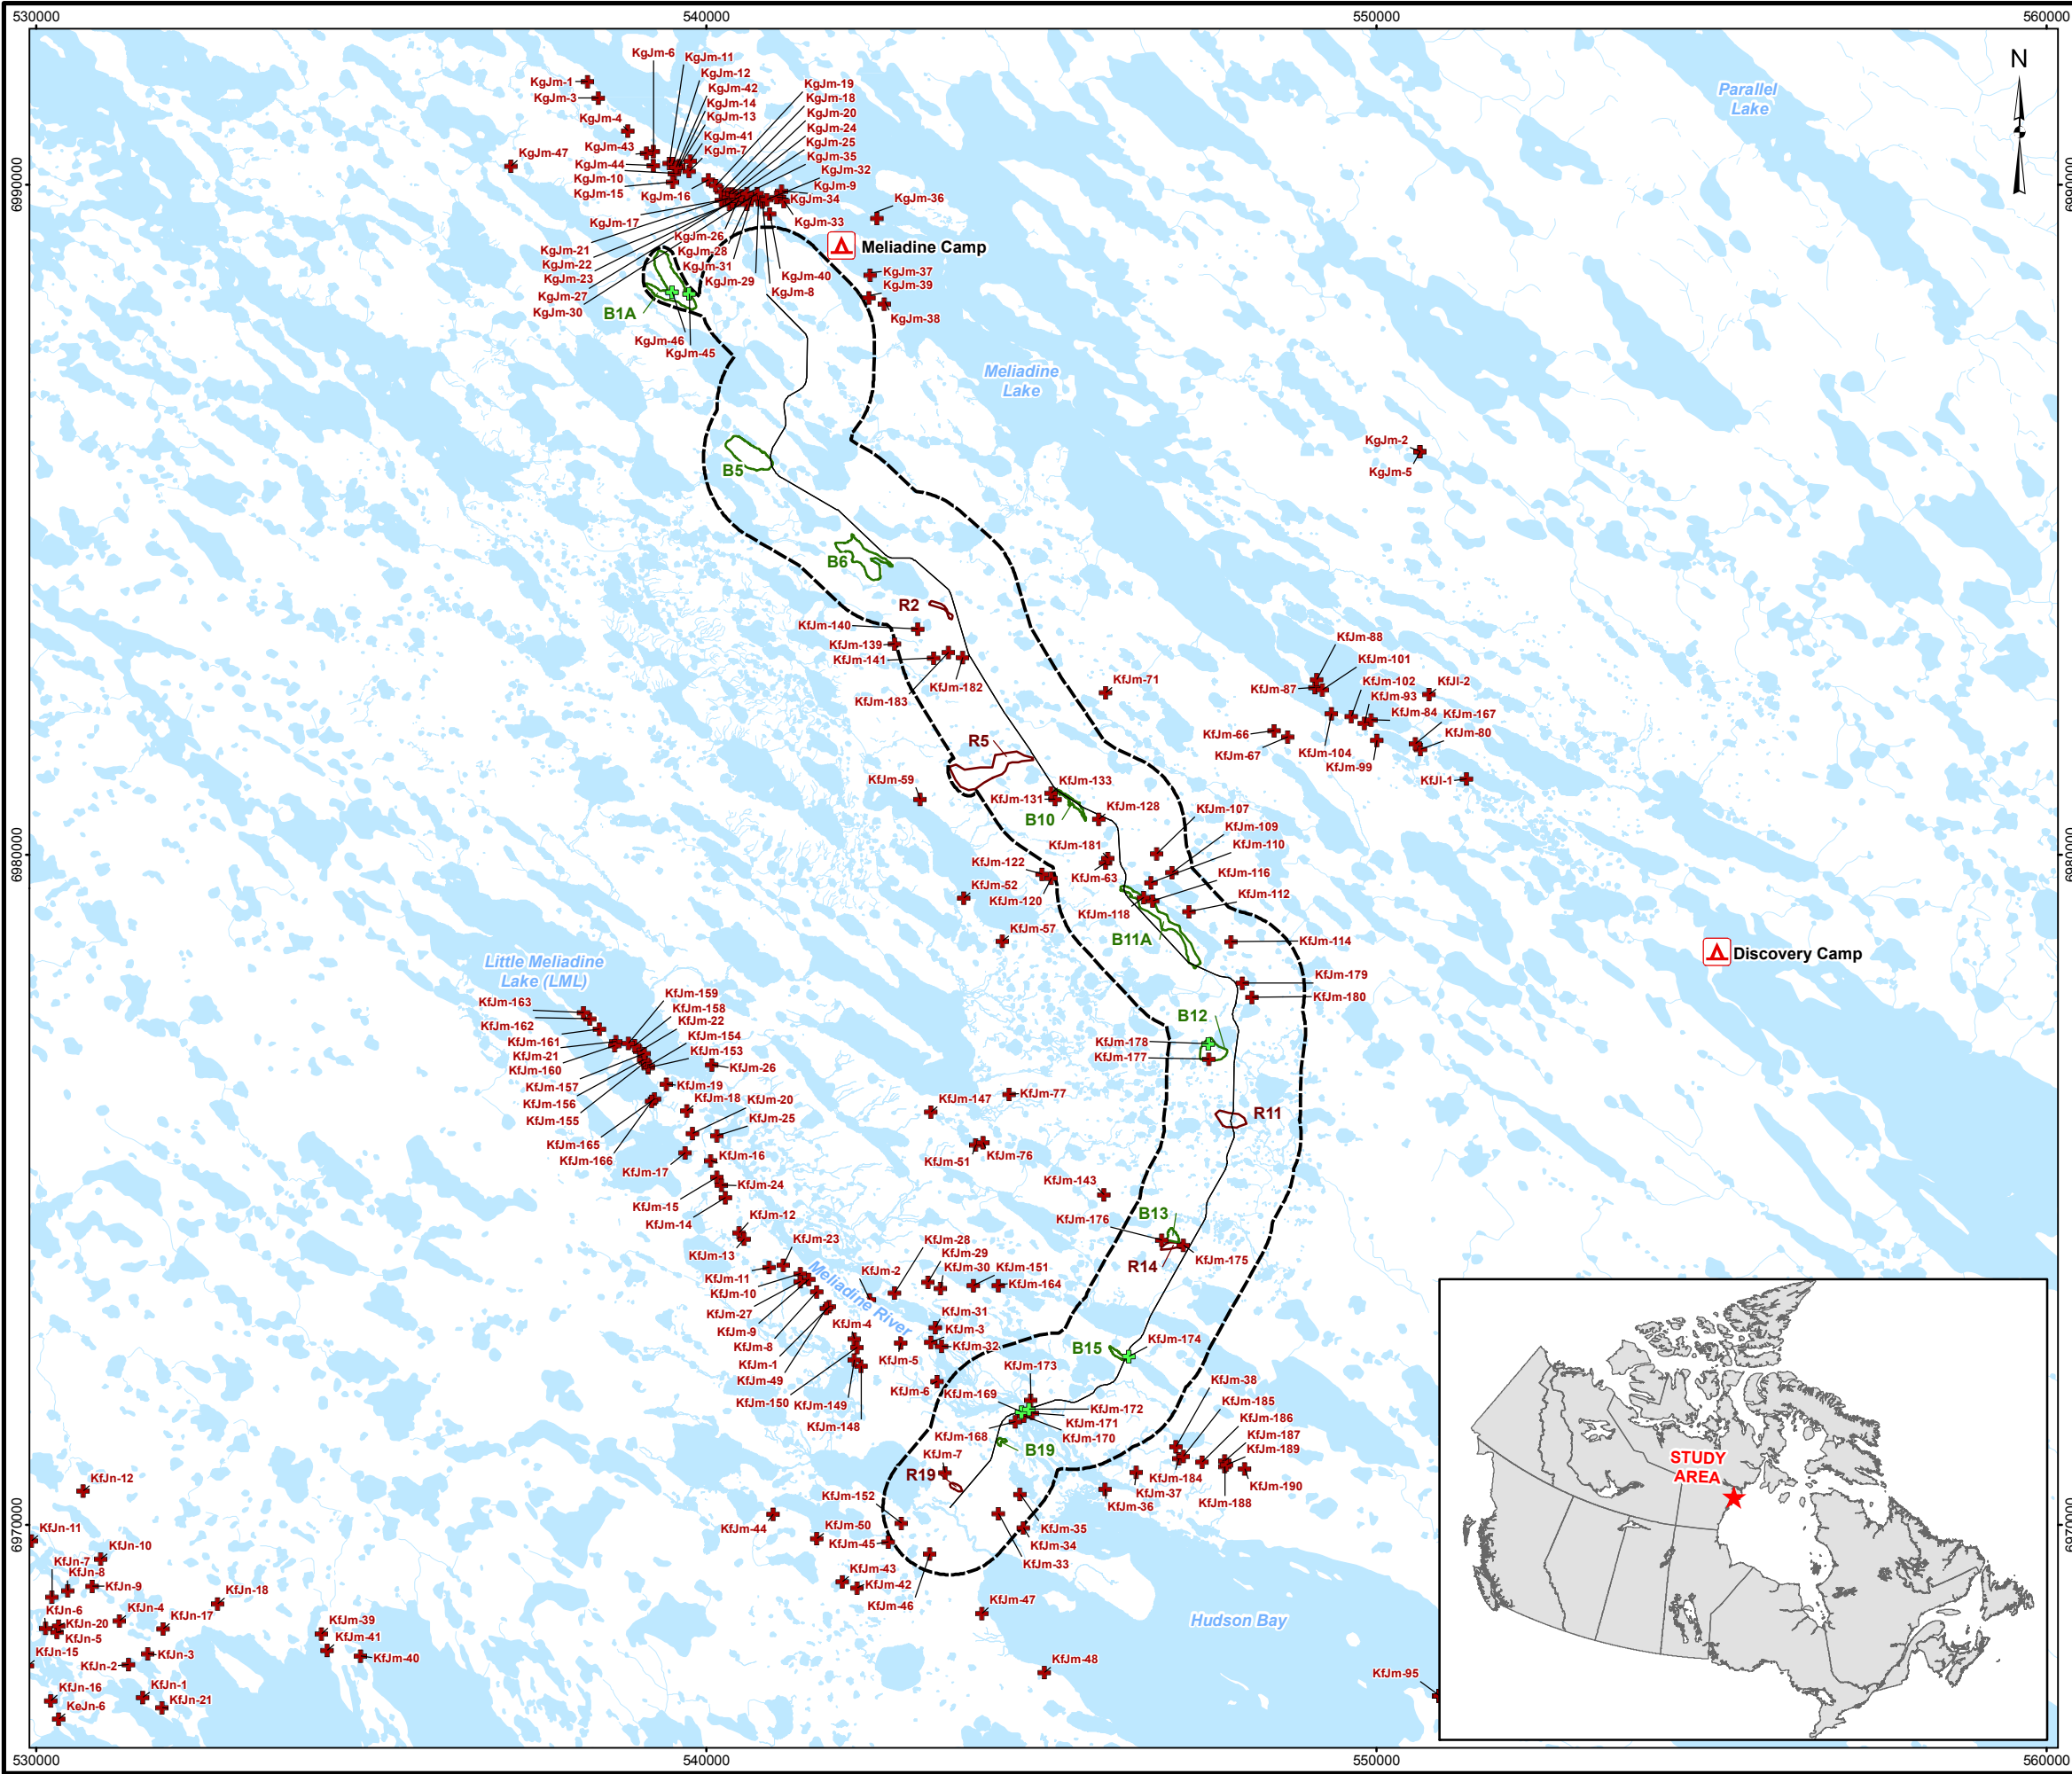 530000
540000
550000
560000
N
Parallel
Lake
KgJm-6
KgJm-11
KgJm-12
KgJm-42
KgJm-14
KgJm-13
KgJm-41
KgJm-7
KgJm-1
KgJm-3
KgJm-4
KgJm-43
KgJm-44
KgJm-10
KgJm-15
KgJm-47
KgJm-19
KgJm-18
KgJm-20
KgJm-24
KgJm-25
KgJm-35
KgJm-32
KgJm-9
KgJm-34
KgJm-33
KgJm-36
KgJm-16
KgJm-17
KgJm-21
KgJm-22
KgJm-23
KgJm-27
KgJm-30
KgJm-26
KgJm-28
KgJm-31
KgJm-29
KgJm-40
KgJm-8
Meliadine Camp
KgJm-37
KgJm-39
KgJm-38
B1A
KgJm-46
KgJm-45
6990000
6990000
Meliadine
Lake
KgJm-2
KgJm-5
B5
B6
R2
KfJm-140
KfJm-139
KfJm-141
KfJm-182
KfJm-183
KfJm-71
KfJm-88
KfJm-101
KfJm-87
KfJm-102
KfJm-93
KfJm-84
KfJl-2
KfJm-167
KfJm-80
KfJm-66
KfJm-67
KfJm-104
KfJm-99
KfJl-1
R5
KfJm-59
KfJm-133
KfJm-131
B10
KfJm-128
KfJm-107
KfJm-109
KfJm-110
KfJm-116
KfJm-112
KfJm-181
KfJm-63
KfJm-122
KfJm-120
KfJm-52
KfJm-57
KfJm-118
B11A
KfJm-114
6980000
6980000
Discovery Camp
KfJm-179
KfJm-180
B12
KfJm-178
KfJm-177
R11
Little Meliadine
Lake (LML)
KfJm-163
KfJm-162
KfJm-161
KfJm-21
KfJm-160
KfJm-157
KfJm-156
KfJm-155
KfJm-159
KfJm-158
KfJm-22
KfJm-154
KfJm-153
KfJm-26
KfJm-19
KfJm-18
KfJm-20
KfJm-25
KfJm-165
KfJm-166
KfJm-17
KfJm-16
KfJm-24
KfJm-15
KfJm-14
KfJm-12
KfJm-13
KfJm-147
KfJm-77
KfJm-51
KfJm-76
KfJm-143
KfJm-176
B13
R14
KfJm-175
KfJm-23
KfJm-11
KfJm-10
KfJm-27
KfJm-9
KfJm-8
KfJm-1
KfJm-49
Meliadine River
KfJm-2
KfJm-28
KfJm-29
KfJm-30
KfJm-151
KfJm-164
KfJm-4
KfJm-31
KfJm-3
KfJm-32
KfJm-5
KfJm-6
KfJm-150
KfJm-149
KfJm-148
B15
KfJm-174
KfJm-173
KfJm-169
KfJm-172
KfJm-171
KfJm-170
KfJm-168
B19
KfJm-7
R19
KfJm-38
KfJm-185
KfJm-186
KfJm-187
KfJm-189
KfJm-184
KfJm-37
KfJm-36
KfJm-188
KfJm-190
KfJm-152
KfJm-44
KfJm-50
KfJm-45
KfJm-43
KfJm-42
KfJm-46
KfJm-35
KfJm-34
KfJm-33
KfJm-47
KfJm-48
KfJm-95
Hudson Bay
6970000
6970000
KfJn-12
KfJn-11
KfJn-10
KfJn-7
KfJn-8
KfJn-9
KfJn-6
KfJn-20
KfJn-5
KfJn-4
KfJn-18
KfJn-17
KfJn-15
KfJn-2
KfJn-3
KfJn-16
KfJn-1
KfJn-21
KeJn-6
KfJm-39
KfJm-41
KfJm-40
STUDY
AREA
530000
540000
550000
560000